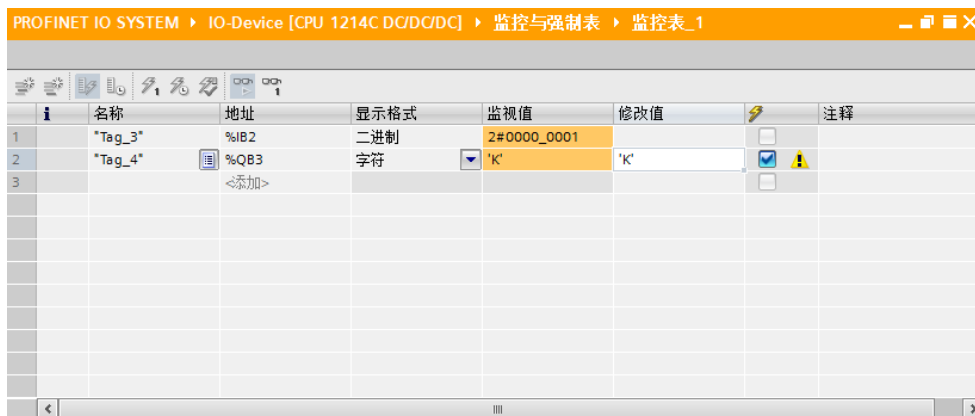 PROFINET IO SYSTEM ▸ IO-Device [CPU 1214C DC/DC/DC] ▸ 监控与强制表 ▸ 监控表_1
i 名称 地址 显示格式 监视值 修改值 注释
1 "Tag_3" %IB2 二进制 2#0000_0001
2 "Tag_4" %QB3 字符 'K' 'K'
3 <添加>